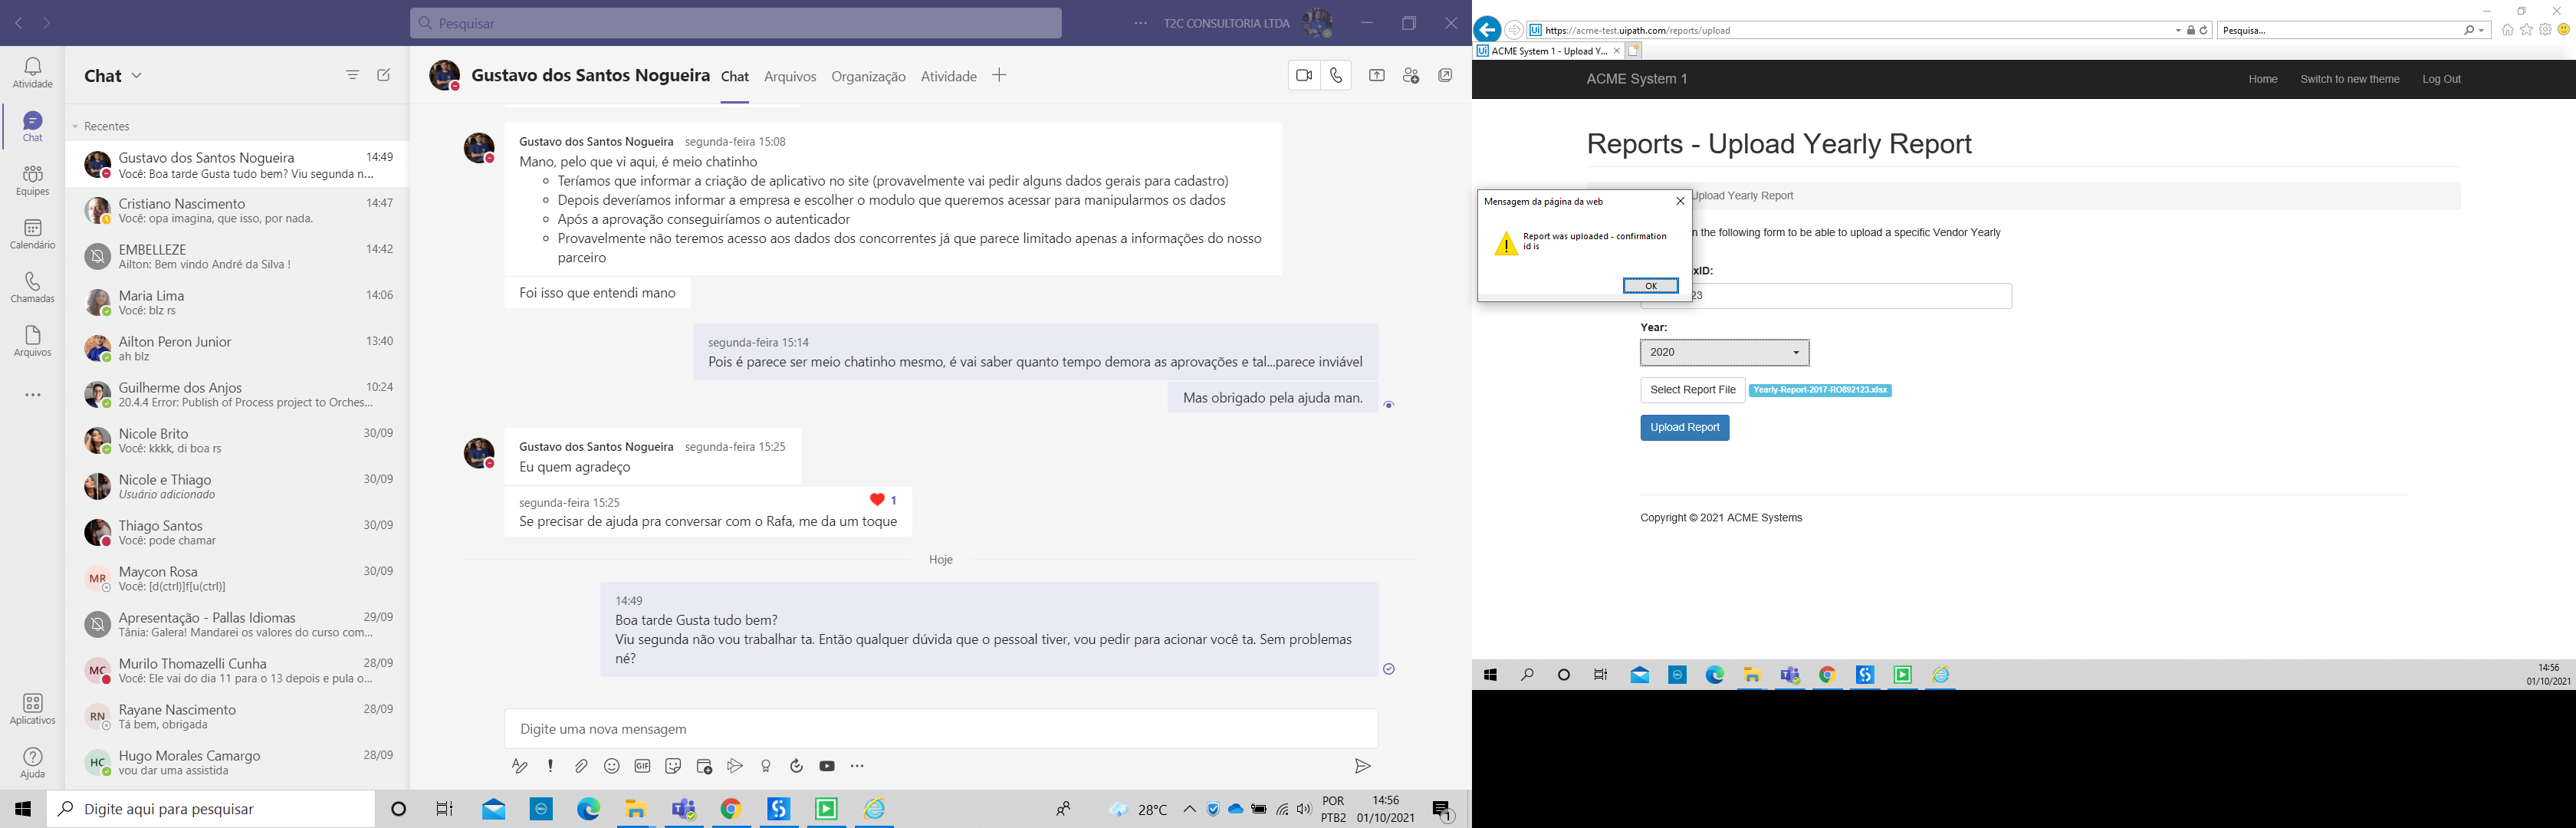 Pesquisar
T2C CONSULTORIA LTDA
Atividade
Chat
Equipes
Calendário
Chamadas
Arquivos
Aplicativos
Ajuda
Chat
Recentes
Gustavo dos Santos Nogueira 14:49
Você: Boa tarde Gusta tudo bem? Viu segunda n...
Cristiano Nascimento 14:47
Você: opa imagina, que isso, por nada.
EMBELLEZE 14:42
Ailton: Bem vindo André da Silva !
Maria Lima 14:06
Você: blz rs
Ailton Peron Junior 13:40
ah blz
Guilherme dos Anjos 10:24
20.4.4 Error: Publish of Process project to Orches...
Nicole Brito 30/09
Você: kkkk, di boa rs
Nicole e Thiago 30/09
Usuário adicionado
Thiago Santos 30/09
Você: pode chamar
MR
Maycon Rosa 30/09
Você: [d(ctrl)]f[u(ctrl)]
Apresentação - Pallas Idiomas 29/09
Tânia: Galera! Mandarei os valores do curso com...
MC
Murilo Thomazelli Cunha 28/09
Você: Ele vai do dia 11 para o 13 depois e pula o...
RN
Rayane Nascimento 28/09
Tá bem, obrigada
HC
Hugo Morales Camargo 28/09
vou dar uma assistida
Gustavo dos Santos Nogueira Chat Arquivos Organização Atividade
Gustavo dos Santos Nogueira segunda-feira 15:08
Mano, pelo que vi aqui, é meio chatinho
Teríamos que informar a criação de aplicativo no site (provavelmente vai pedir alguns dados gerais para cadastro)
Depois deveríamos informar a empresa e escolher o modulo que queremos acessar para manipularmos os dados
Após a aprovação conseguiríamos o autenticador
Provavelmente não teremos acesso aos dados dos concorrentes já que parece limitado apenas a informações do nosso
parceiro
Foi isso que entendi mano
segunda-feira 15:14
Pois é parece ser meio chatinho mesmo, é vai saber quanto tempo demora as aprovações e tal...parece inviável
Mas obrigado pela ajuda man.
Gustavo dos Santos Nogueira segunda-feira 15:25
Eu quem agradeço
segunda-feira 15:25
1
Se precisar de ajuda pra conversar com o Rafa, me da um toque
Hoje
14:49
Boa tarde Gusta tudo bem?
Viu segunda não vou trabalhar ta. Então qualquer dúvida que o pessoal tiver, vou pedir para acionar você ta. Sem problemas
né?
Digite uma nova mensagem
GIF
Digite aqui para pesquisar
28°C
POR
PTB2
14:56
01/10/2021
1
https://acme-test.uipath.com/reports/upload
Pesquisa...
ACME System 1 - Upload Y...
ACME System 1
Home Switch to new theme Log Out
Reports - Upload Yearly Report
Upload Yearly Report
Mensagem da página da web
Report was uploaded - confirmation
id is
OK
n the following form to be able to upload a specific Vendor Yearly
xID:
23
Year:
2020
Select Report File Yearly-Report-2017-RO892123.xlsx
Upload Report
Copyright © 2021 ACME Systems
14:56
01/10/2021